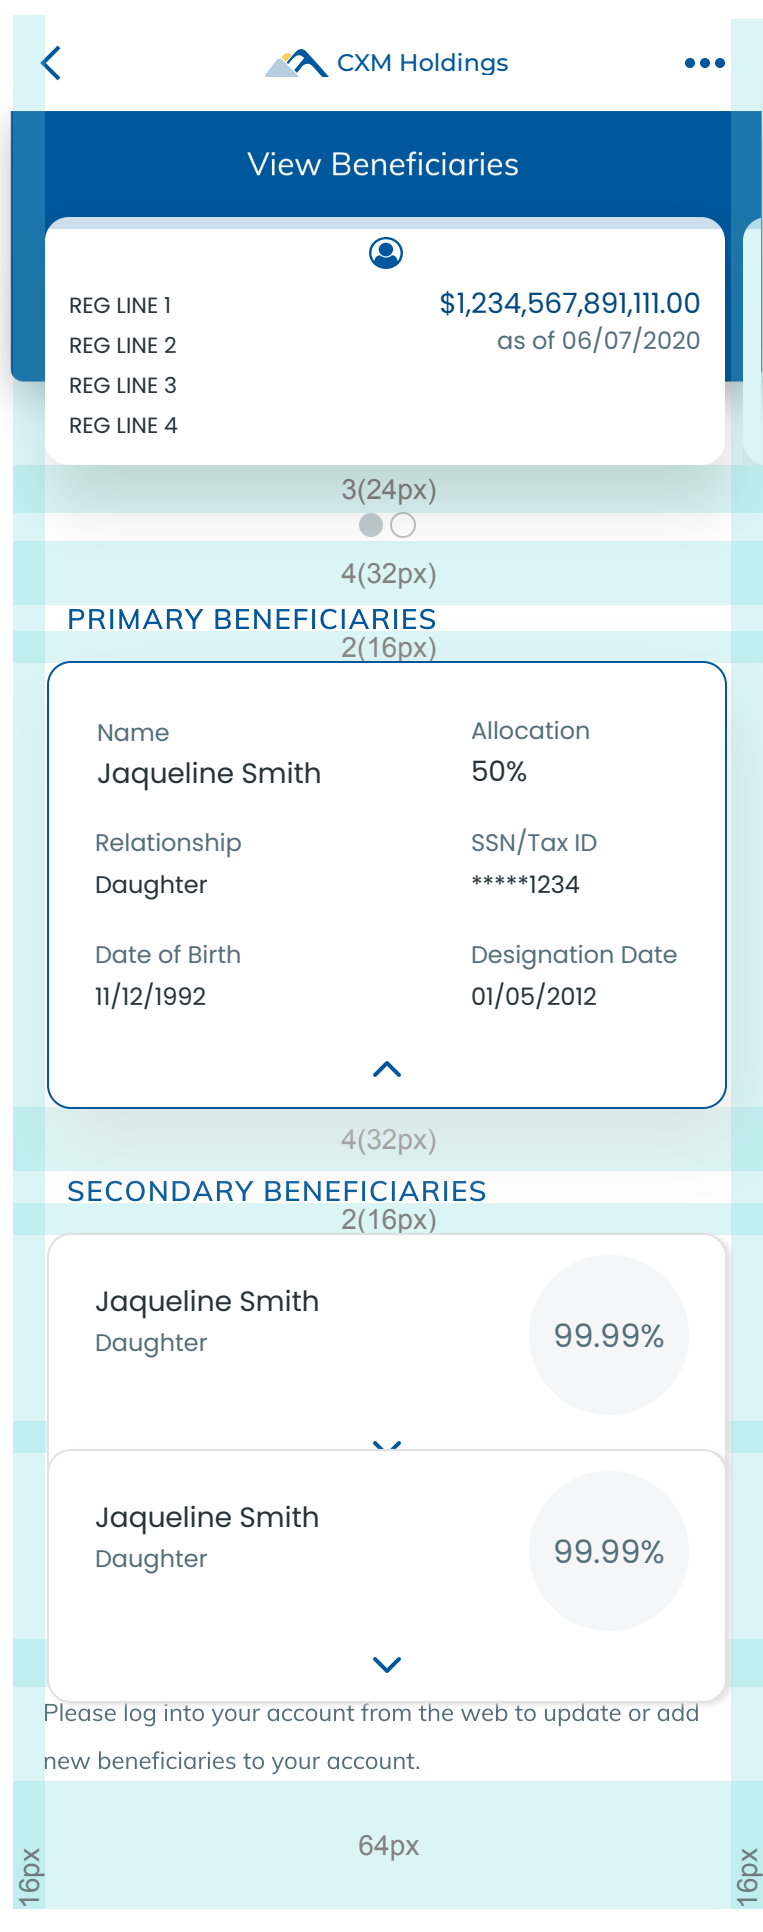 CXM Holdings
View Beneficiaries
REG LINE 1
$1,234,567,891,111.00
REG LINE 2
as of 06/07/2020
REG LINE 3
REG LINE 4
3(24px)
4(32px)
PRIMARY BENEFICIARIES
2(16px)
Name
Allocation
Jaqueline Smith
50%
Relationship
SSN/Tax ID
Daughter
*****1234
Date of Birth
Designation Date
11/12/1992
01/05/2012
4(32px)
SECONDARY BENEFICIARIES
2(16px)
Jaqueline Smith
Daughter
99.99%
Jaqueline Smith
Daughter
99.99%
Please log into your account from the web to update or add
new beneficiaries to your account.
64px
16px
16px